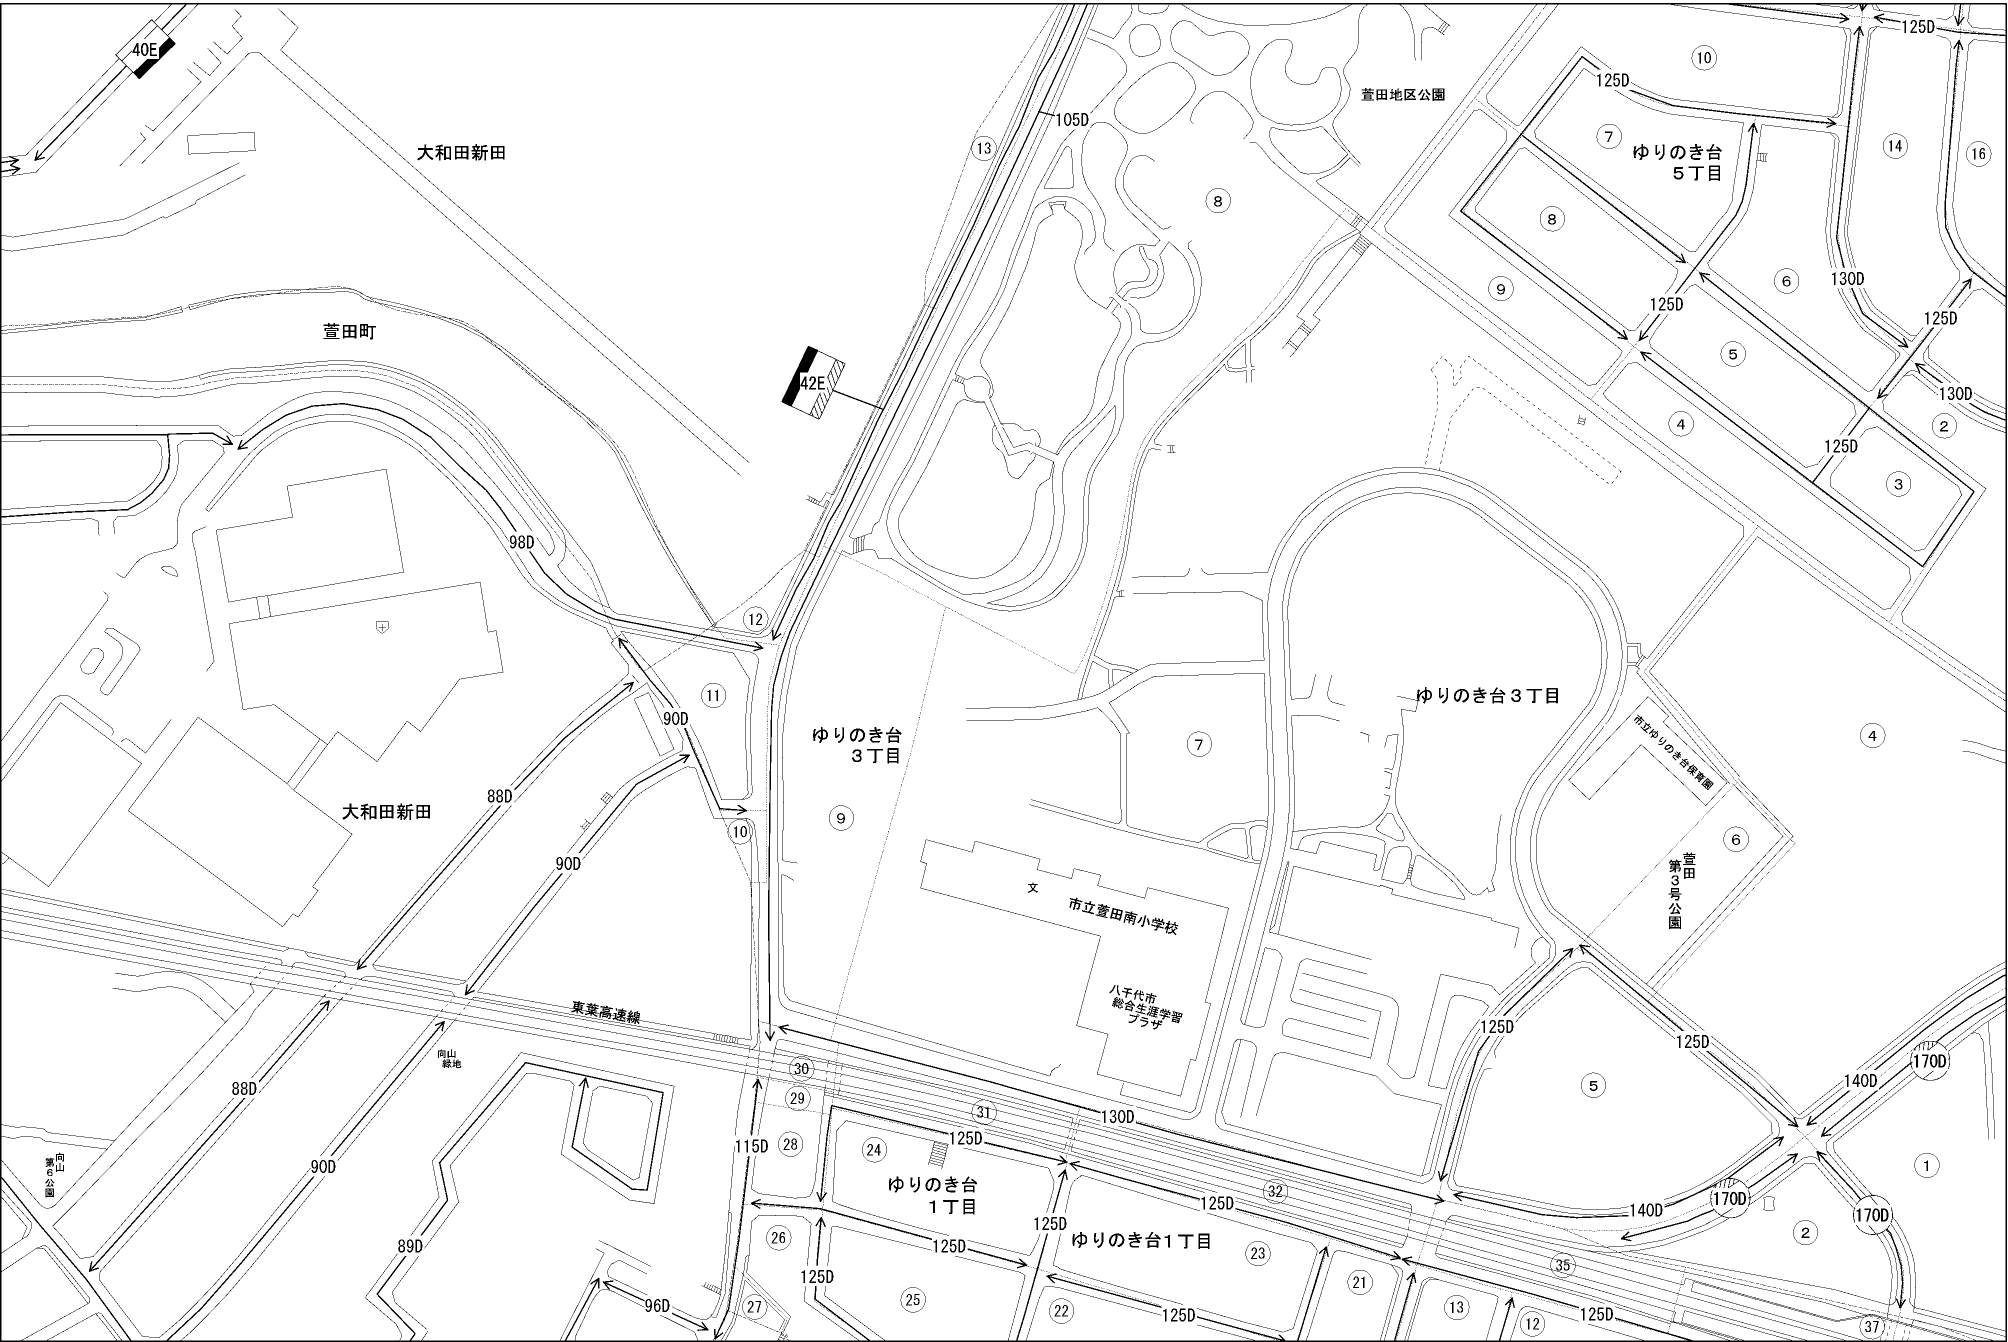 40E
125D
10
125D
萱田地区公園
105D
13
大和田新田
7
ゆりのき台
5丁目
14
16
8
8
6
130D
9
125D
125D
萱田町
5
42E
130D
4
2
125D
3
98D
12
11
90D
ゆりのき台3丁目
ゆりのき台
3丁目
7
4
市立ゆりのき台保育園
88D
大和田新田
10
9
6
90D
萱田
第3号公園
文
市立萱田南小学校
八千代市
総合生涯学習
プラザ
東葉高速線
125D
125D
向山
緑地
170D
30
140D
88D
5
29
31
130D
28
125D
115D
24
向山
第6公園
90D
1
ゆりのき台
1丁目
32
125D
170D
140D
170D
125D
ゆりのき台1丁目
2
26
89D
125D
23
35
125D
21
25
27
96D
22
125D
13
125D
12
37